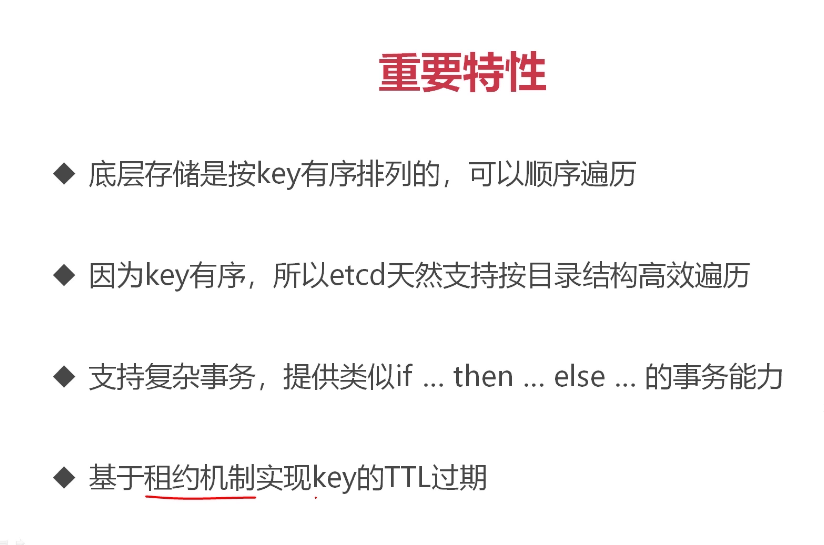 重要特性
◆ 底层存储是按key有序排列的，可以顺序遍历
◆ 因为key有序，所以etcd天然支持按目录结构高效遍历
◆ 支持复杂事务，提供类似if ... then ... else ... 的事务能力
◆ 基于租约机制实现key的TTL过期